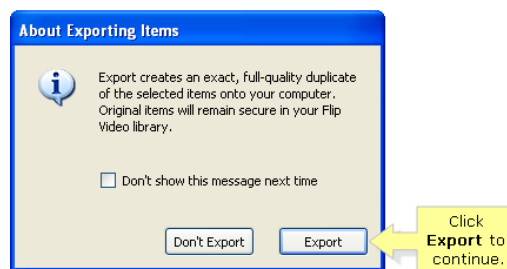 About Exporting Items
Export creates an exact, full-quality duplicate
of the selected items onto your computer.
Original items will remain secure in your Flip
Video library.
Don't show this message next time
Don't Export
Export
Click
Export to
continue.